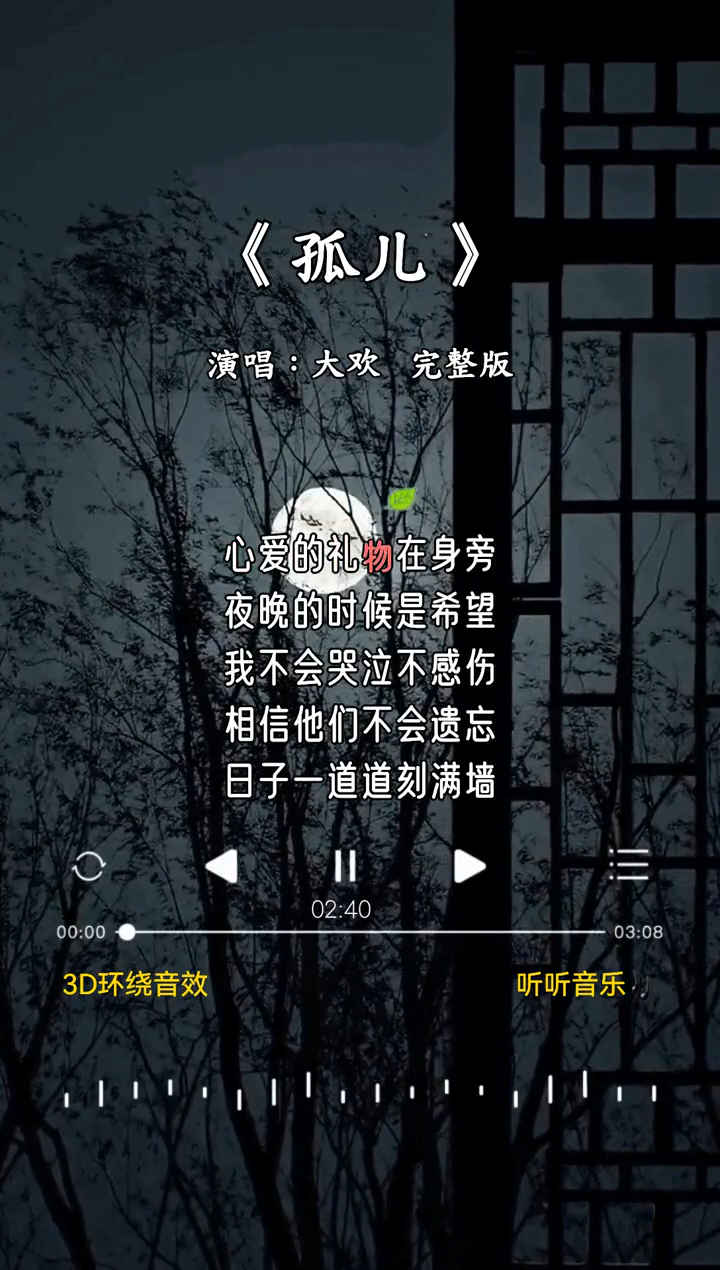 《孤儿》
演唱：大欢 完整版
心爱的礼物在身旁
夜晚的时候是希望
我不会哭泣不感伤
相信他们不会遗忘
日子一道道刻满墙
02:40
00:00 03:08
3D环绕音效 听听音乐